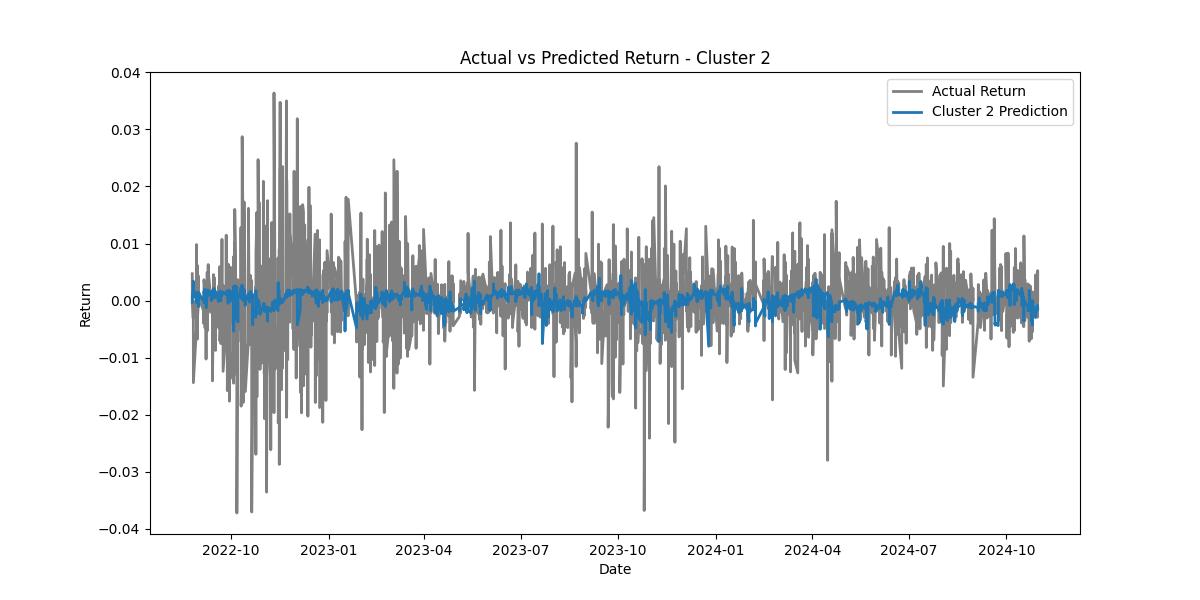 Actual vs Predicted Return - Cluster 2
Actual Return
Cluster 2 Prediction
0.04
0.03
0.02
0.01
0.00
−0.01
−0.02
−0.03
−0.04
Return
2022-10 2023-01 2023-04 2023-07 2023-10 2024-01 2024-04 2024-07 2024-10
Date